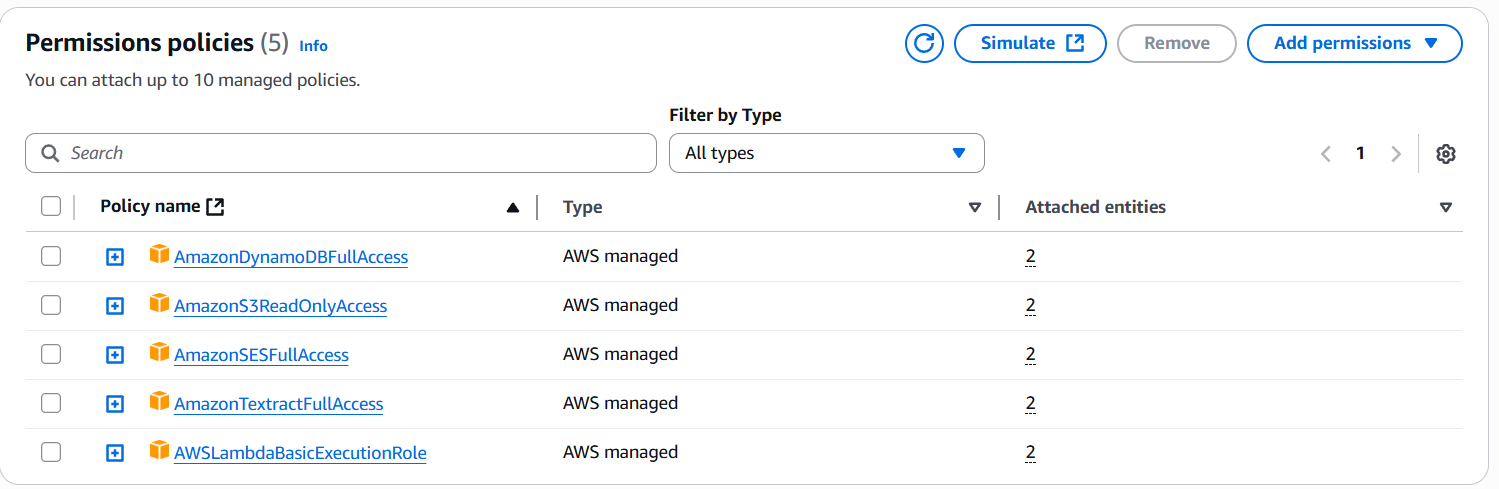 Permissions policies (5) Info
Simulate
Remove
Add permissions
You can attach up to 10 managed policies.
Filter by Type
Search
All types
1
Policy name
Type
Attached entities
AmazonDynamoDBFullAccess AWS managed 2
AmazonS3ReadOnlyAccess AWS managed 2
AmazonSESFullAccess AWS managed 2
AmazonTextractFullAccess AWS managed 2
AWSLambdaBasicExecutionRole AWS managed 2